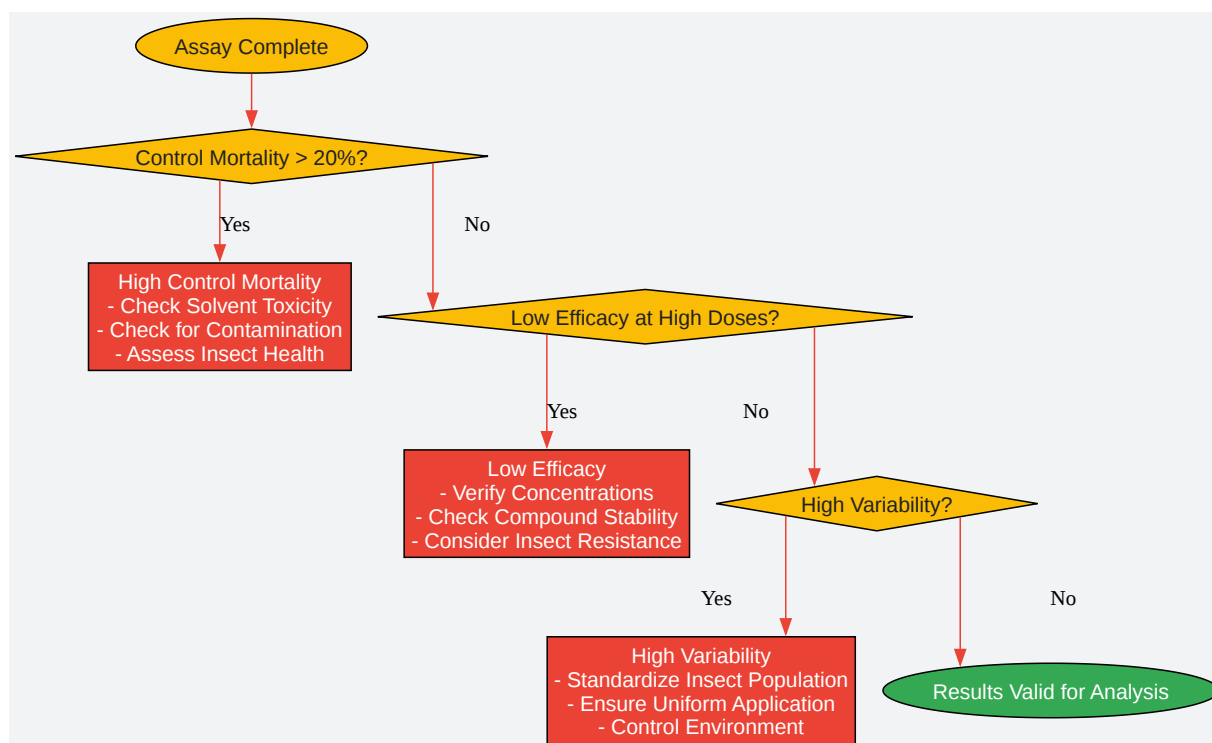 Assay Complete
Control Mortality > 20%?
Yes
No
High Control Mortality
- Check Solvent Toxicity
- Check for Contamination
- Assess Insect Health
Low Efficacy at High Doses?
Yes
No
Low Efficacy
- Verify Concentrations
- Check Compound Stability
- Consider Insect Resistance
High Variability?
Yes
No
High Variability
- Standardize Insect Population
- Ensure Uniform Application
- Control Environment
Results Valid for Analysis